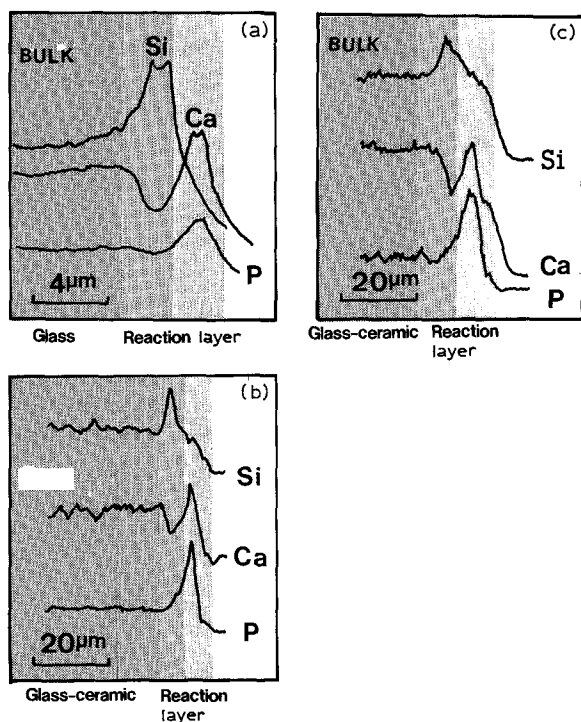 (a)
BULK
Si
Ca
P
4μm
Glass Reaction layer
(c)
BULK
Si
Ca
P
20μm
Glass-ceramic Reaction
layer
(b)
Si
Ca
P
20μm
Glass-ceramic Reaction
layer